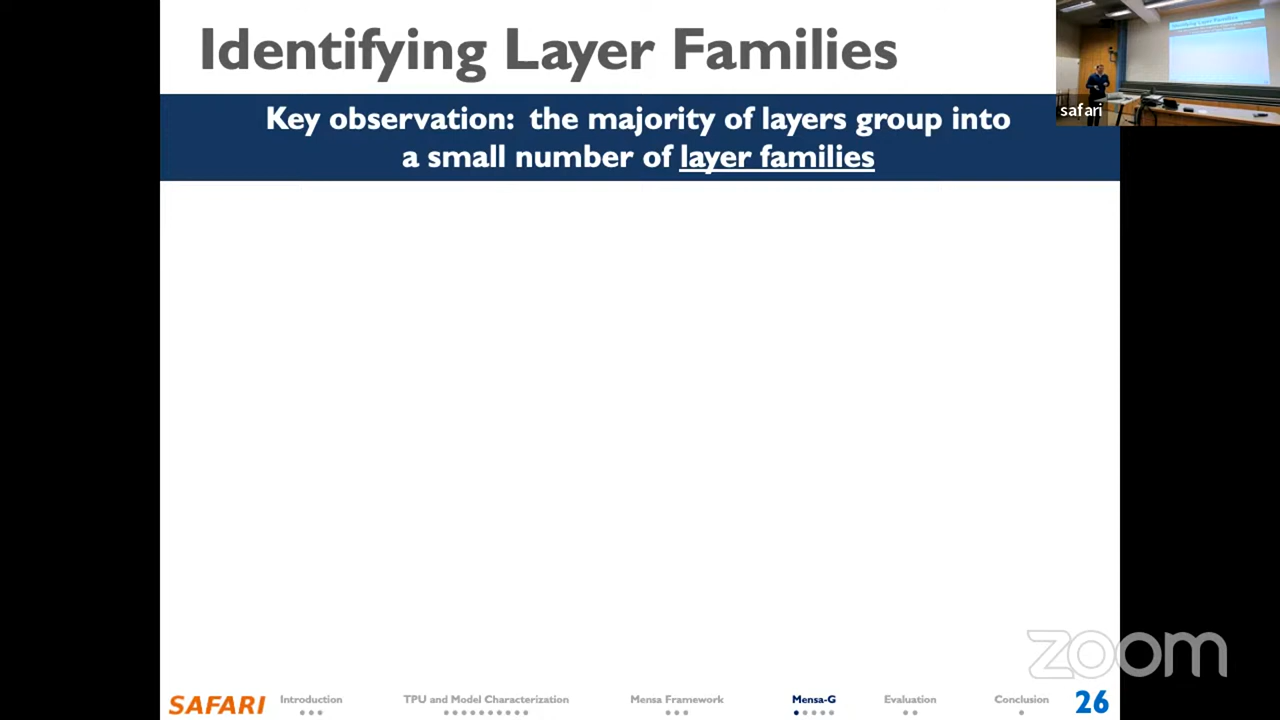 Identifying Layer Families
Key observation: the majority of layers group into
a small number of layer families
safari
zoom
SAFARI
Introduction
TPU and Model Characterization
Mensa Framework
Mensa-G
Evaluation
Conclusion
26